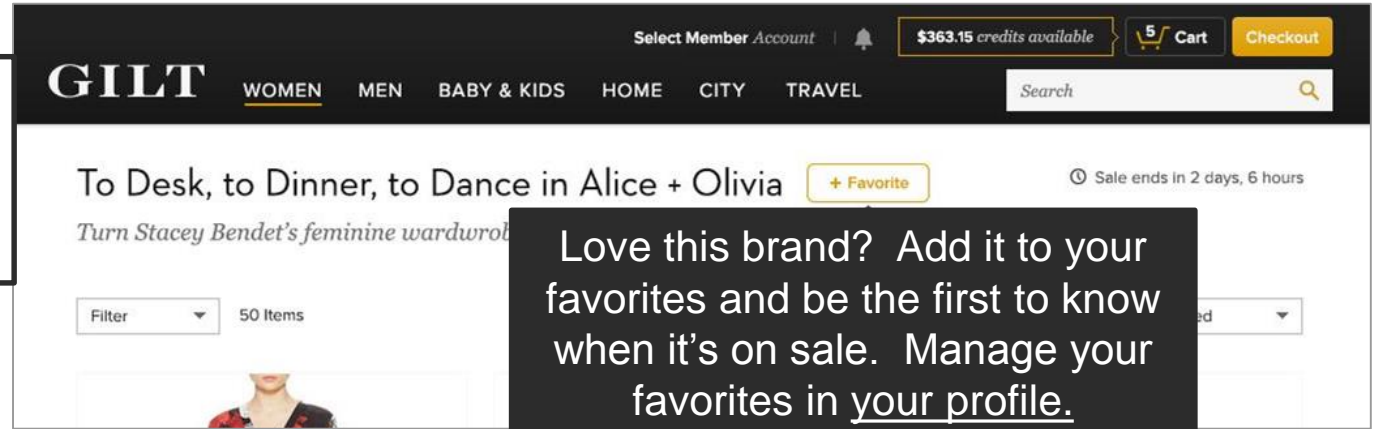 Select Member Account
$363.15 credits available
5 Cart
Checkout
GILT
WOMEN MEN BABY & KIDS HOME CITY TRAVEL
Search
To Desk, to Dinner, to Dance in Alice + Olivia
+ Favorite
Sale ends in 2 days, 6 hours
Turn Stacey Bendet's feminine
Love this brand? Add it to your
favorites and be the first to know
when it's on sale. Manage your
favorites in your profile.
Filter
50 Items